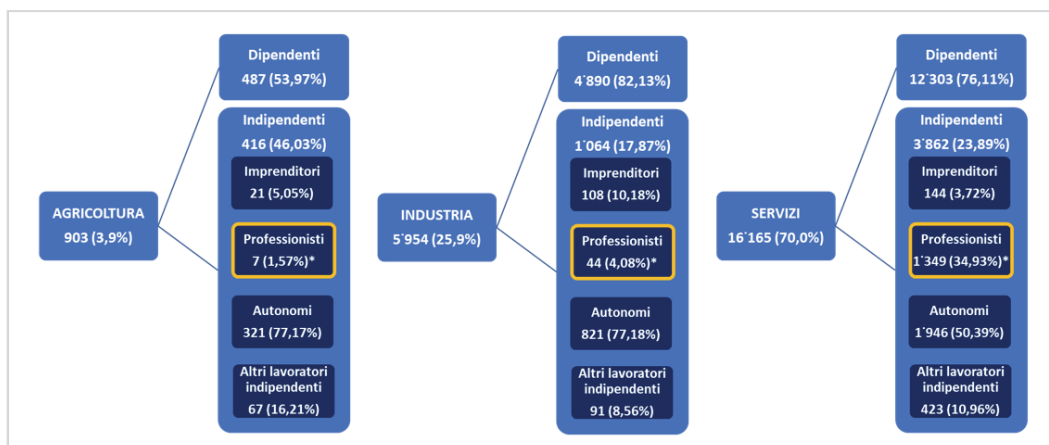 AGRICOLTURA
903 (3,9%)
Dipendenti
487 (53,97%)
Indipendenti
416 (46,03%)
Imprenditori
21 (5,05%)
Professionisti
7 (1,57%)*
Autonomi
321 (77,17%)
Altri lavoratori
indipendenti
67 (16,21%)
INDUSTRIA
5'954 (25,9%)
Dipendenti
4'890 (82,13%)
Indipendenti
1'064 (17,87%)
Imprenditori
108 (10,18%)
Professionisti
44 (4,08%)*
Autonomi
821 (77,18%)
Altri lavoratori
indipendenti
91 (8,56%)
SERVIZI
16'165 (70,0%)
Dipendenti
12'303 (76,11%)
Indipendenti
3'862 (23,89%)
Imprenditori
144 (3,72%)
Professionisti
1'349 (34,93%)*
Autonomi
1'946 (50,39%)
Altri lavoratori
indipendenti
423 (10,96%)